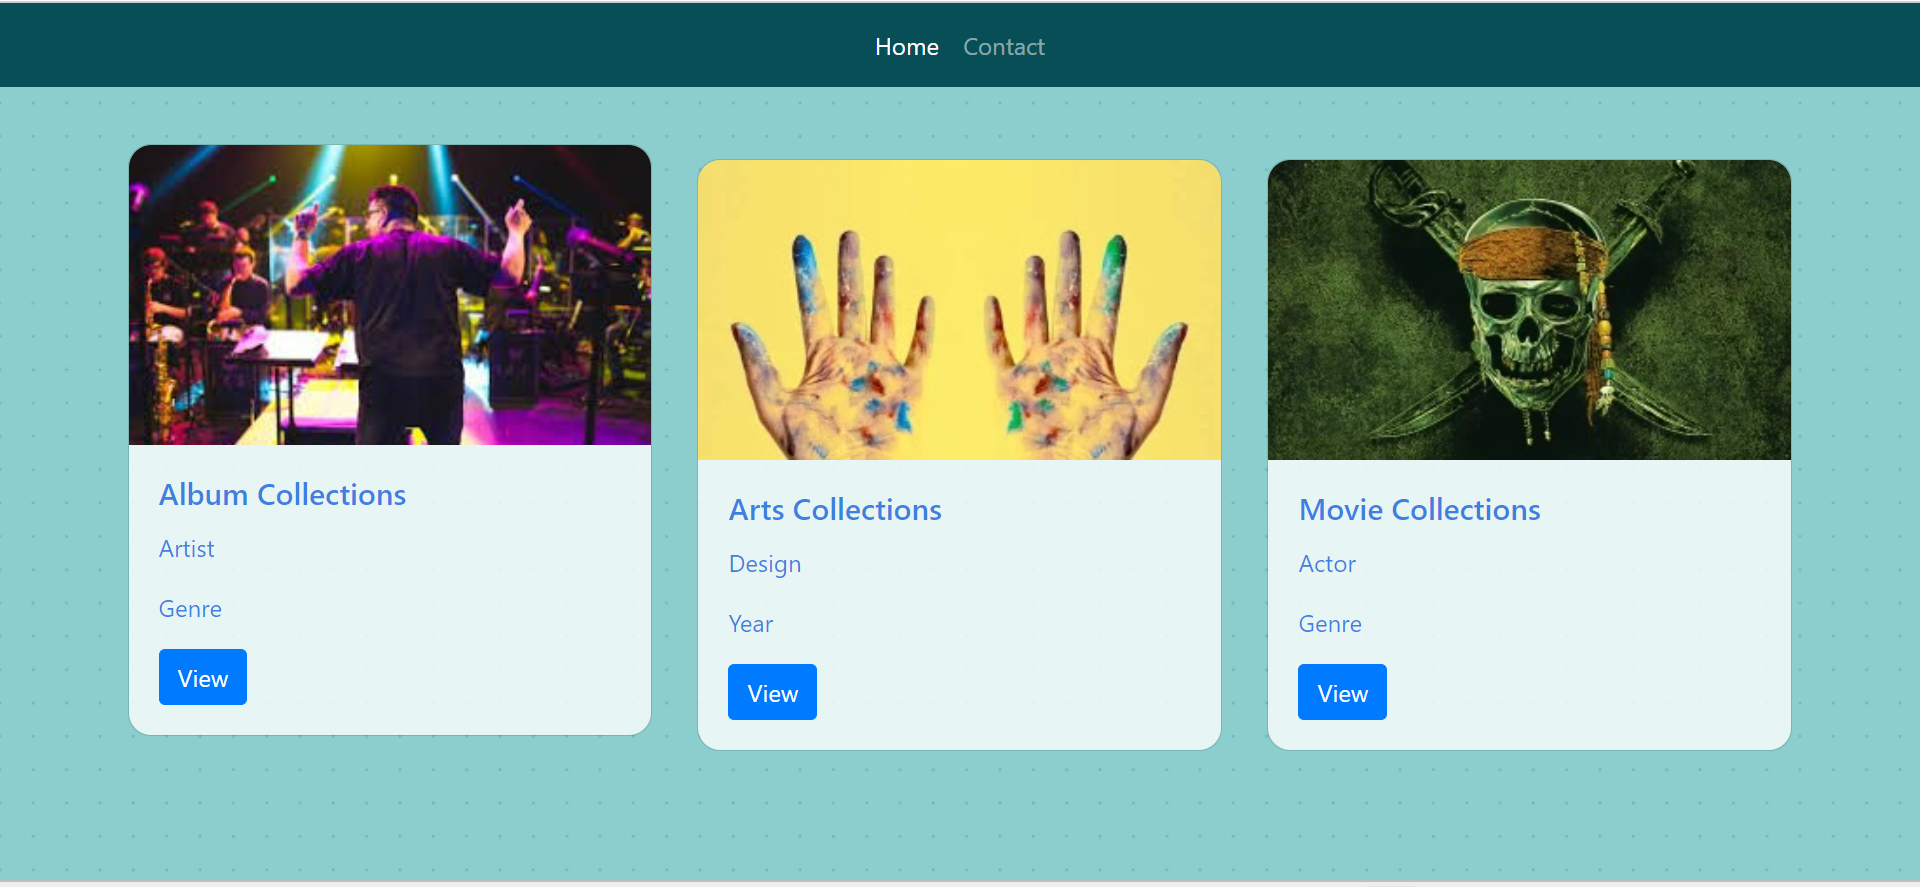 Home Contact
Album Collections
Artist
Genre
View
Arts Collections
Design
Year
View
Movie Collections
Actor
Genre
View